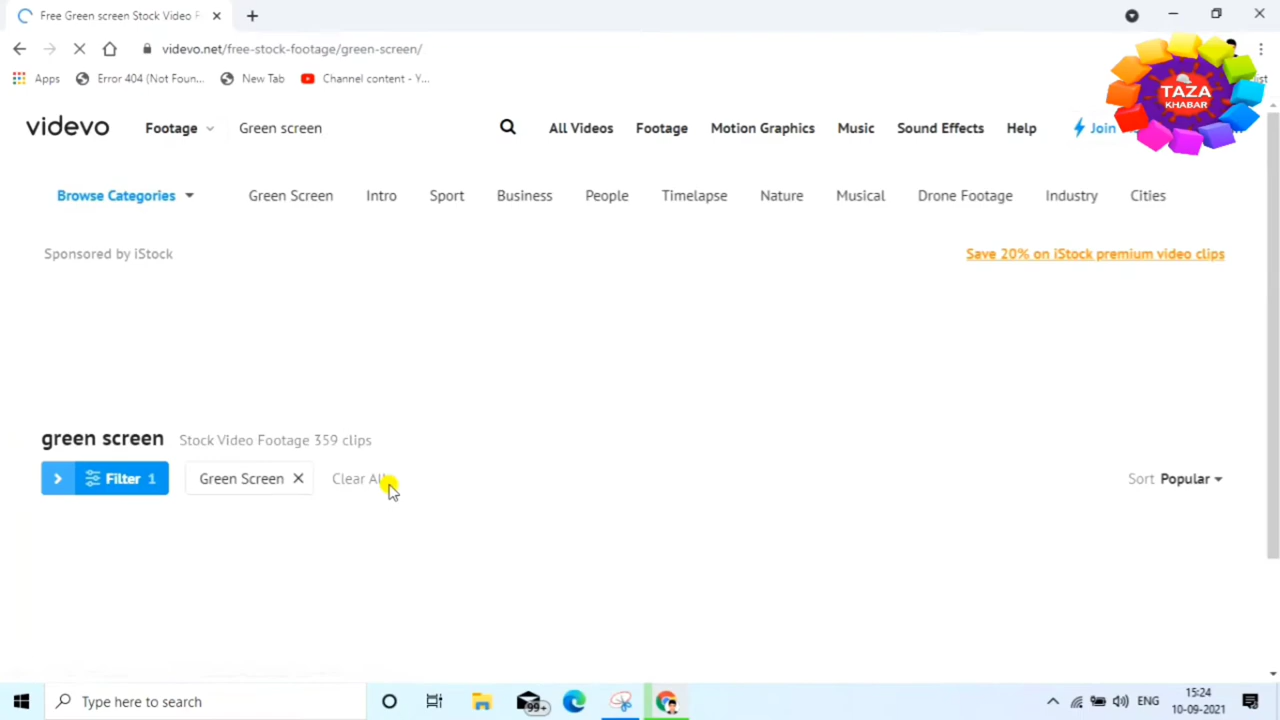 Free Green screen Stock Video F
videvo.net/free-stock-footage/green-screen/
Apps Error 404 (Not Foun... New Tab Channel content - Y...
TAZA
KHABAR
videvo Footage Green screen All Videos Footage Motion Graphics Music Sound Effects Help Join
Browse Categories Green Screen Intro Sport Business People Timelapse Nature Musical Drone Footage Industry Cities
Sponsored by iStock Save 20% on iStock premium video clips
green screen Stock Video Footage 359 clips
Filter 1 Green Screen Clear All Sort Popular
Type here to search 99+ ENG 15:24
10-09-2021